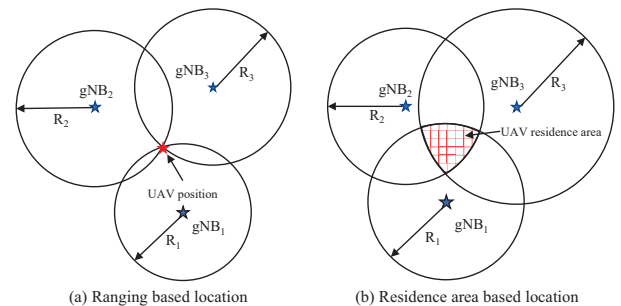 gNB2
R2
gNB3
R3
UAV position
R1
gNB1
(a) Ranging based location
gNB2
R2
gNB3
R3
UAV residence area
R1
gNB1
(b) Residence area based location